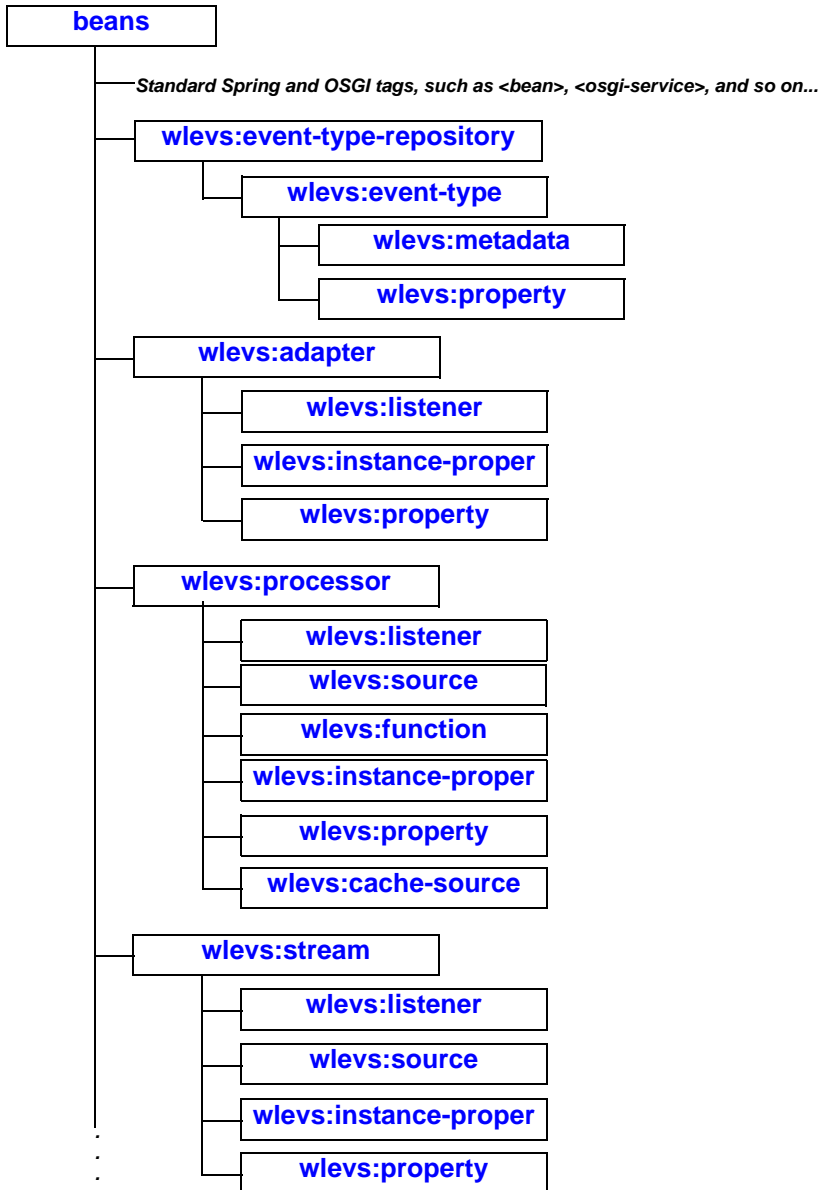 beans
Standard Spring and OSGI tags, such as <bean>, <osgi-service>, and so on...
wlevs:event-type-repository
wlevs:event-type
wlevs:metadata
wlevs:property
wlevs:adapter
wlevs:listener
wlevs:instance-proper
wlevs:property
wlevs:processor
wlevs:listener
wlevs:source
wlevs:function
wlevs:instance-proper
wlevs:property
wlevs:cache-source
wlevs:stream
wlevs:listener
wlevs:source
wlevs:instance-proper
.
.
.
wlevs:property